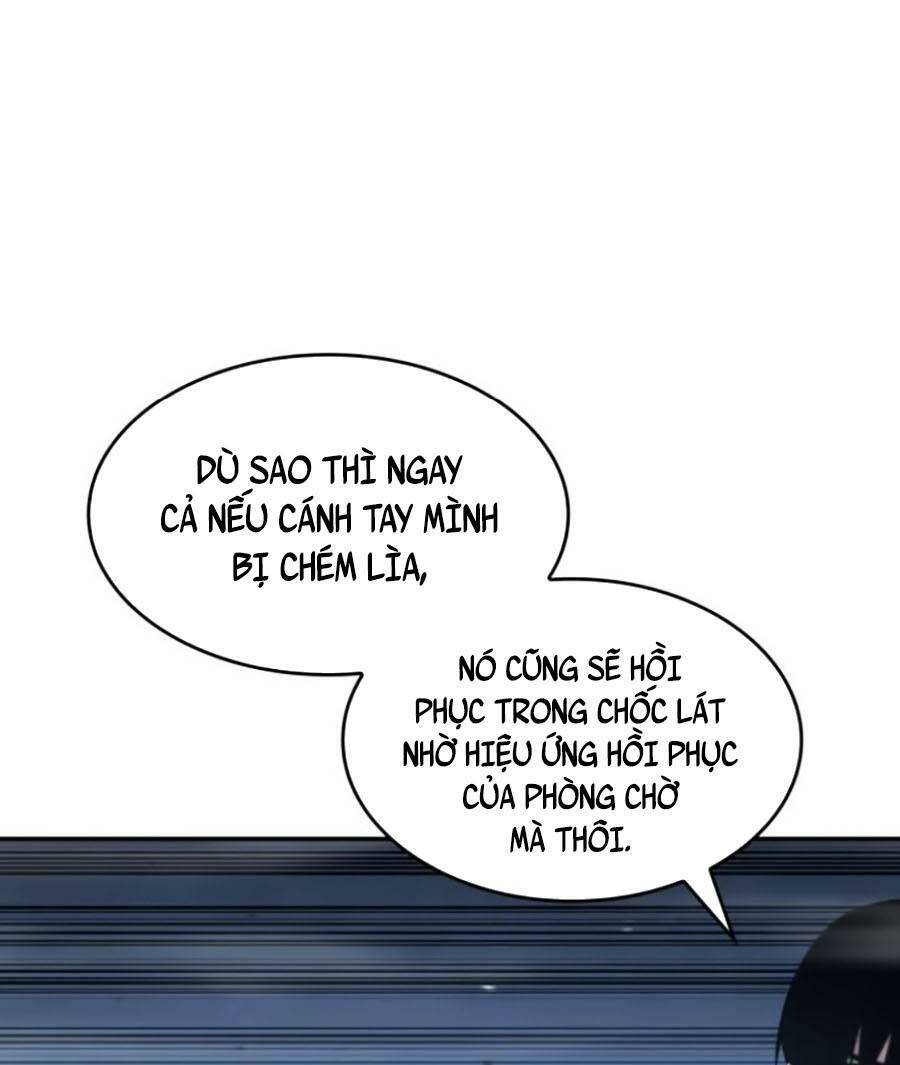 DÙ SAO THÌ NGAY
CẢ NẾU CÁNH TAY MÌNH
BỊ CHÉM LÌA,
NÓ CŨNG SẼ HỒI
PHỤC TRONG CHỐC LÁT
NHỜ HIỆU ỨNG HỒI PHỤC
CỦA PHÒNG CHỜ
MÀ THÔI.